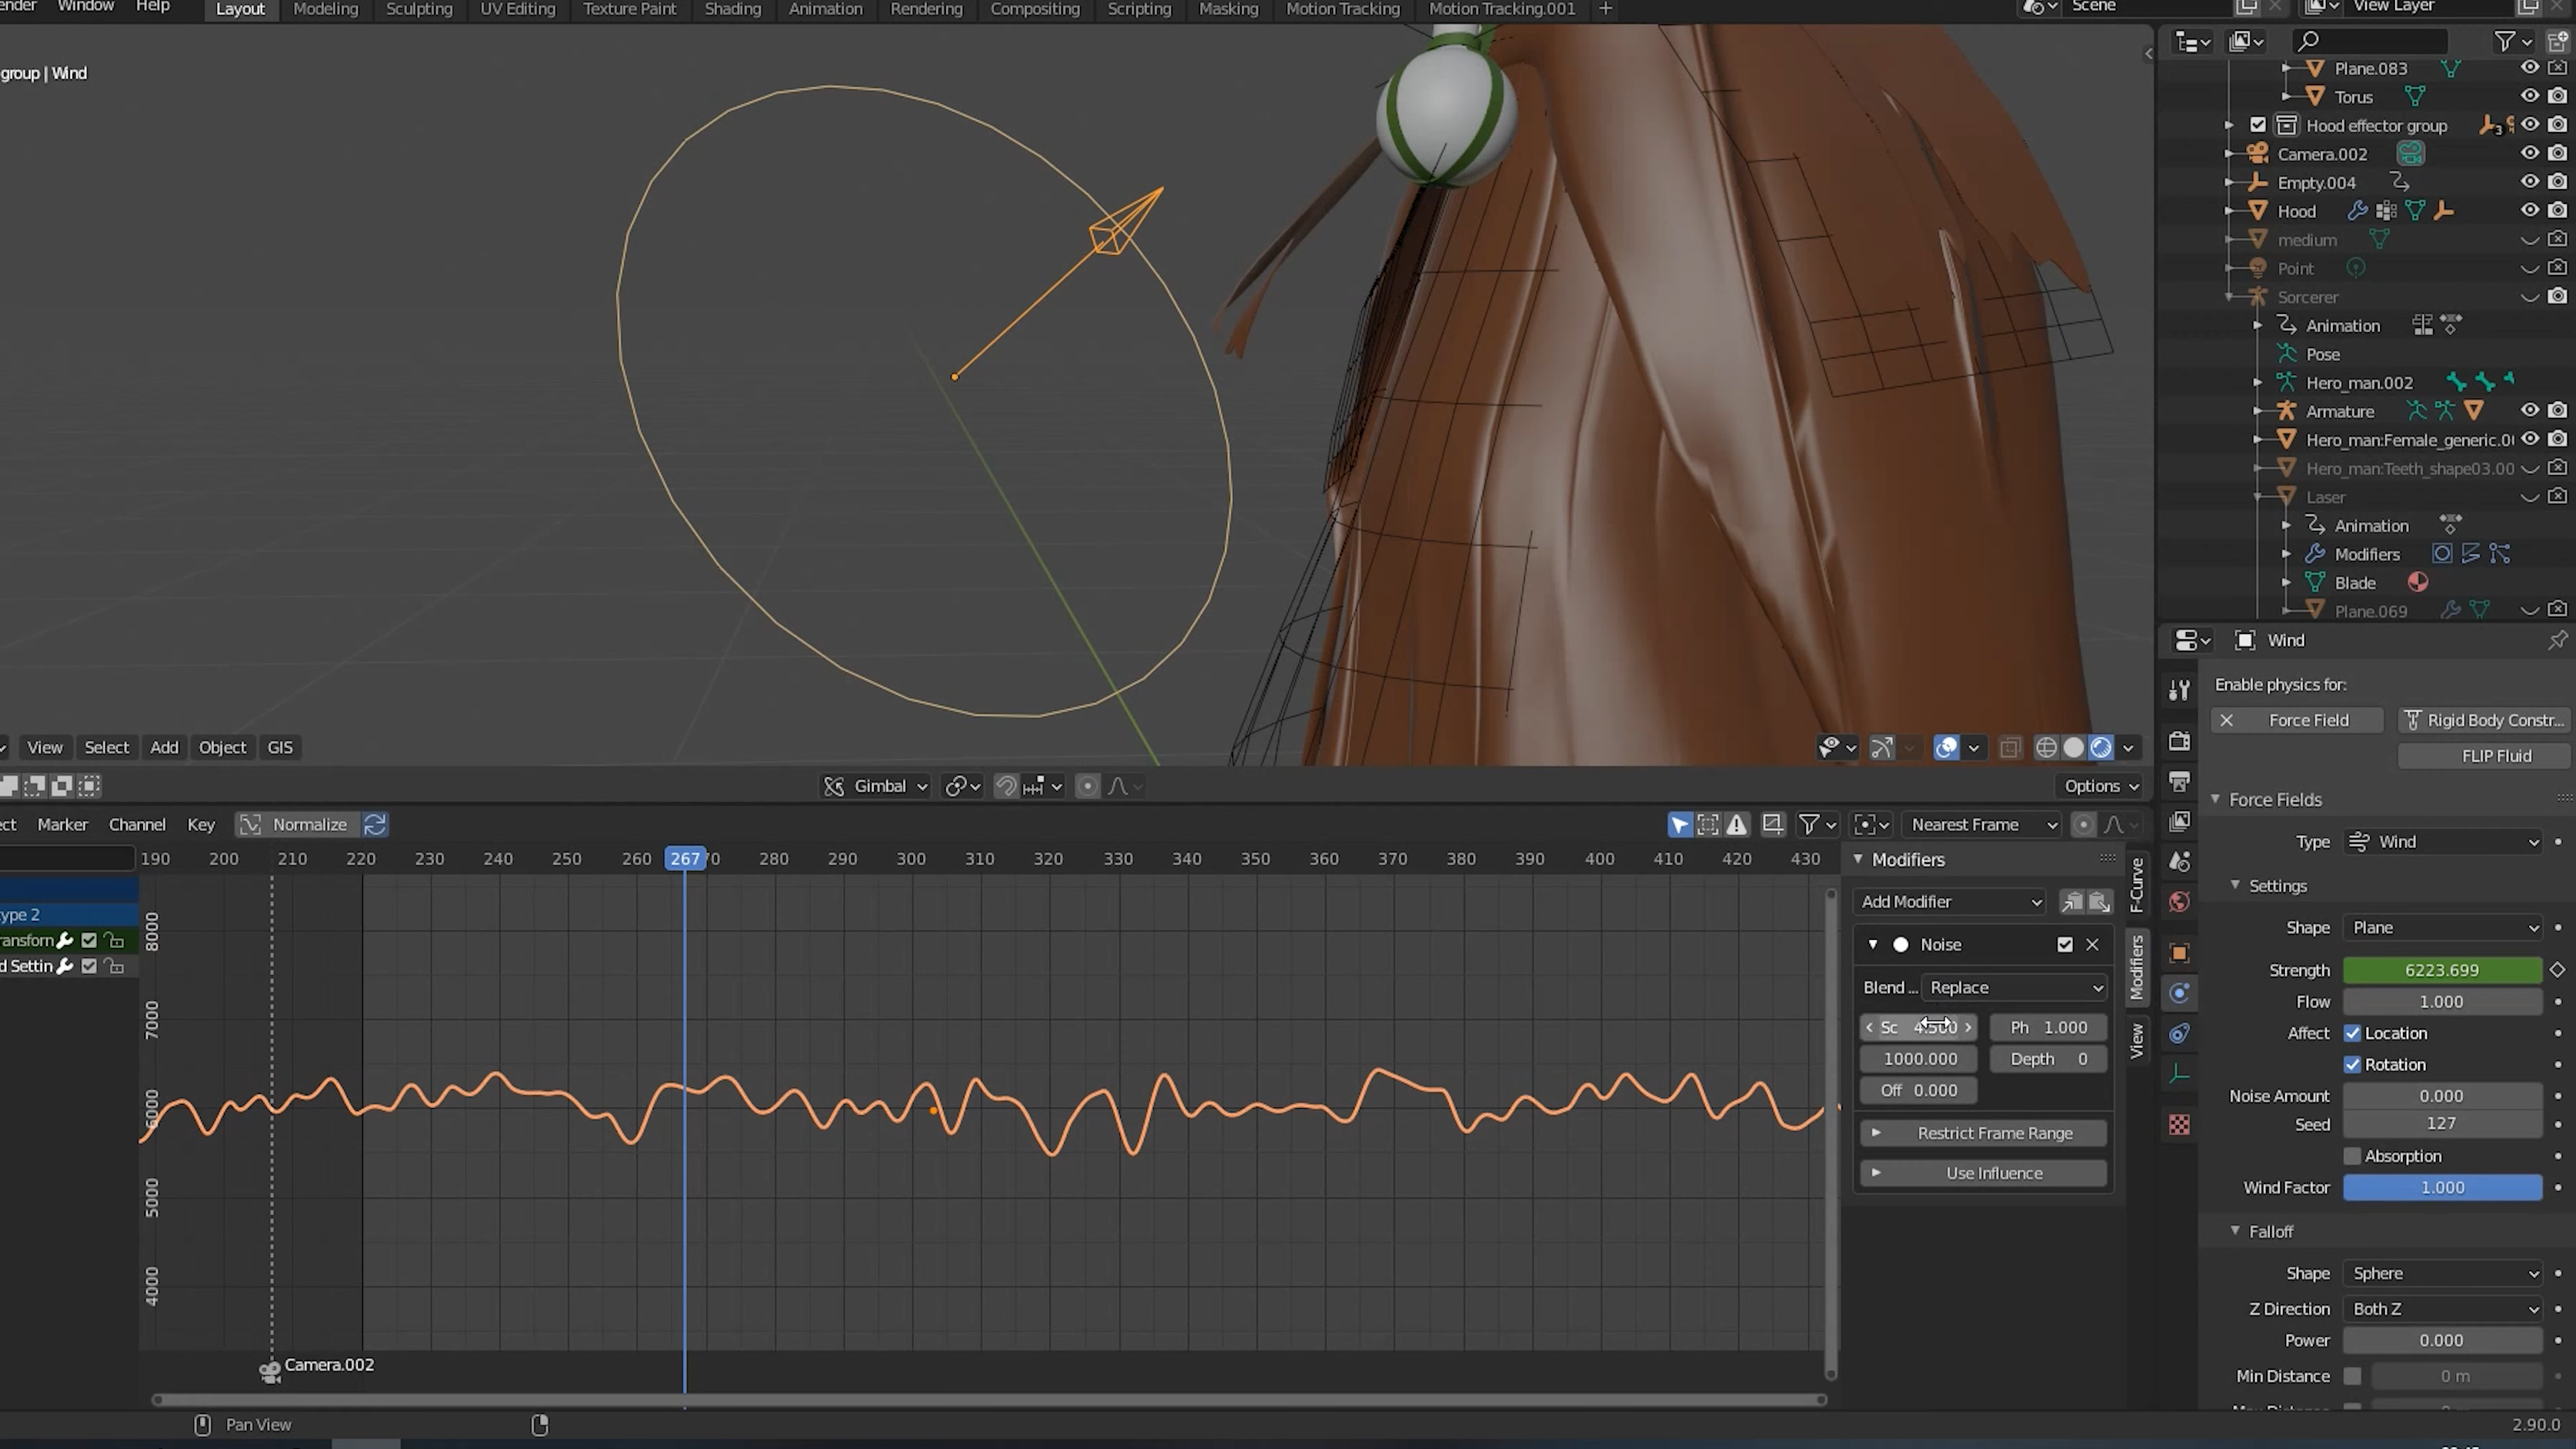 ender Window Help Layout Modeling Sculpting UV Editing Texture Paint Shading Animation Rendering Compositing Scripting Masking Motion Tracking Motion Tracking.001 + Scene View Layer
group | Wind
Plane.083
Torus
Hood effector group 3
Camera.002
Empty.004
Hood
medium
Point
Sorcerer
Animation
Pose
Hero_man.002
Armature
Hero_man:Female_generic.0
Hero_man:Teeth_shape03.00
Laser
Animation
Modifiers
Blade
Plane.069
View Select Add Object GIS
Gimbal Options
ect Marker Channel Key Normalize Nearest Frame
190 200 210 220 230 240 250 260 267 70 280 290 300 310 320 330 340 350 360 370 380 390 400 410 420 430
ype 2
ransforn
d Settin
8000
7000
6000
5000
4000
Camera.002
Modifiers
Add Modifier
Noise
Blend ... Replace
Sc 4.500 Ph 1.000
1000.000 Depth 0
Off 0.000
Restrict Frame Range
Use Influence
F-Curve
Modifiers
View
Wind
Enable physics for:
Force Field Rigid Body Constr...
FLIP Fluid
Force Fields
Type Wind
Settings
Shape Plane
Strength 6223.699
Flow 1.000
Affect Location
Rotation
Noise Amount 0.000
Seed 127
Absorption
Wind Factor 1.000
Falloff
Shape Sphere
Z Direction Both Z
Power 0.000
Min Distance 0 m
Pan View
2.90.0